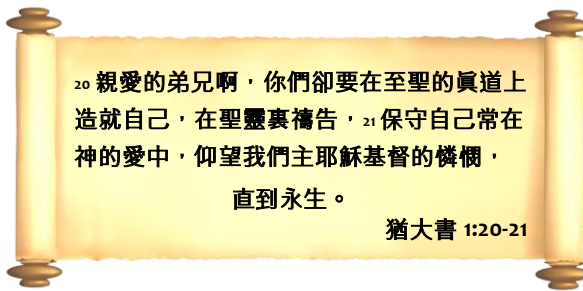 20 親愛的弟兄啊，你們卻要在至聖的眞道上
造就自己，在聖靈裏禱告，21 保守自己常在
神的愛中，仰望我們主耶穌基督的憐憫，
直到永生。
猶大書 1:20-21